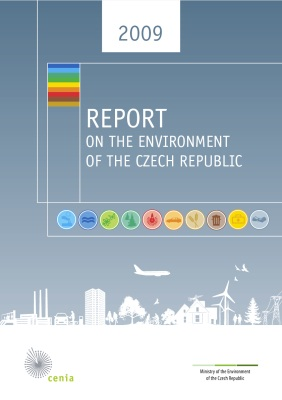 2009
REPORT
ON THE ENVIRONMENT
OF THE CZECH REPUBLIC
cenia
Ministry of the Environment
of the Czech Republic